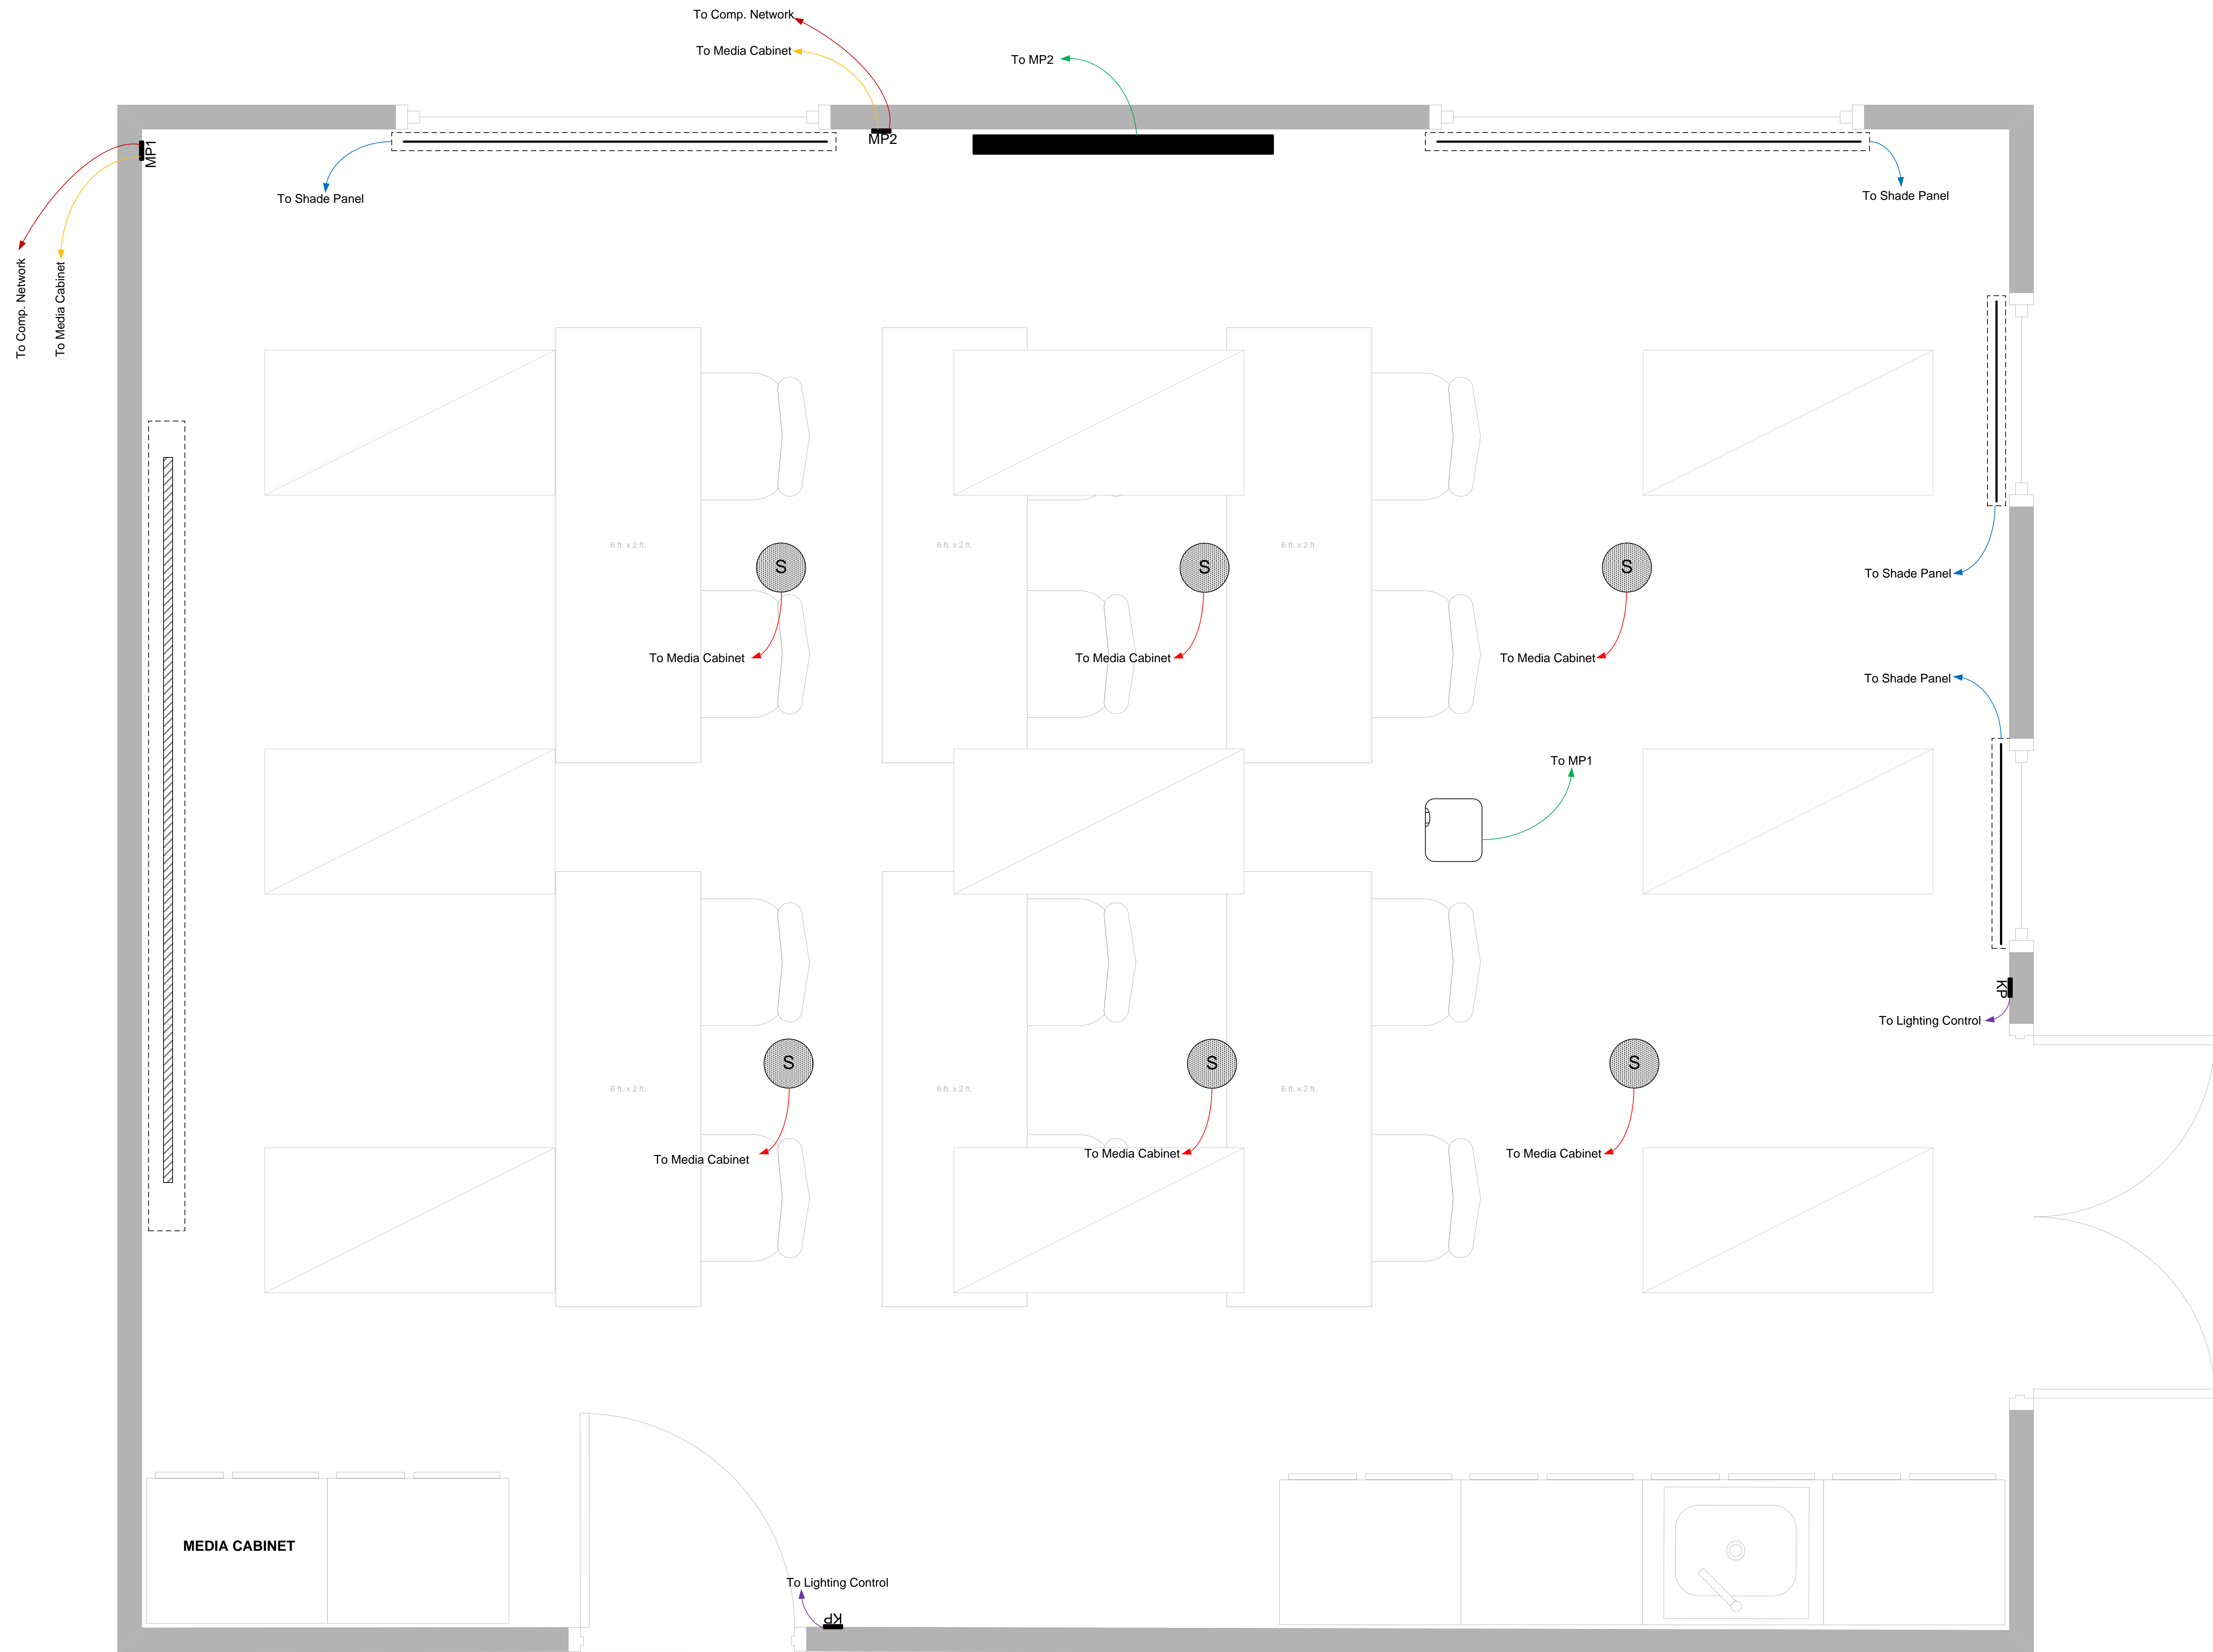 To Comp. Network
To Media Cabinet
To MP2
MP2
MP1
To Shade Panel
To Shade Panel
To Comp. Network
To Media Cabinet
6 ft. x 2 ft.
6 ft. x 2 ft.
6 ft. x 2 ft.
S
S
S
To Shade Panel
To Media Cabinet
To Media Cabinet
To Media Cabinet
To Shade Panel
To MP1
KP
To Lighting Control
S
S
S
6 ft. x 2 ft.
6 ft. x 2 ft.
6 ft. x 2 ft.
To Media Cabinet
To Media Cabinet
To Media Cabinet
MEDIA CABINET
To Lighting Control
KP